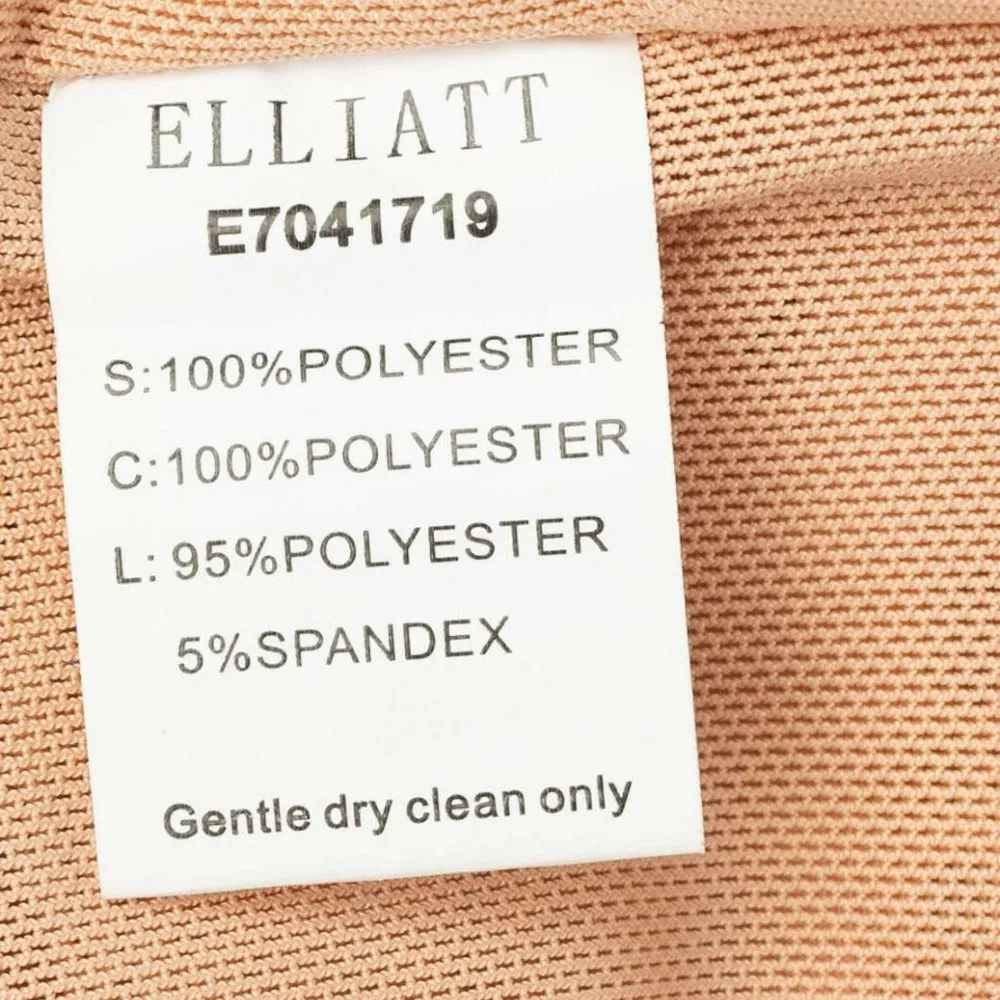 ELLIATT
E7041719
S:100%POLYESTER
C:100%POLYESTER
L: 95%POLYESTER
5%SPANDEX
Gentle dry clean only